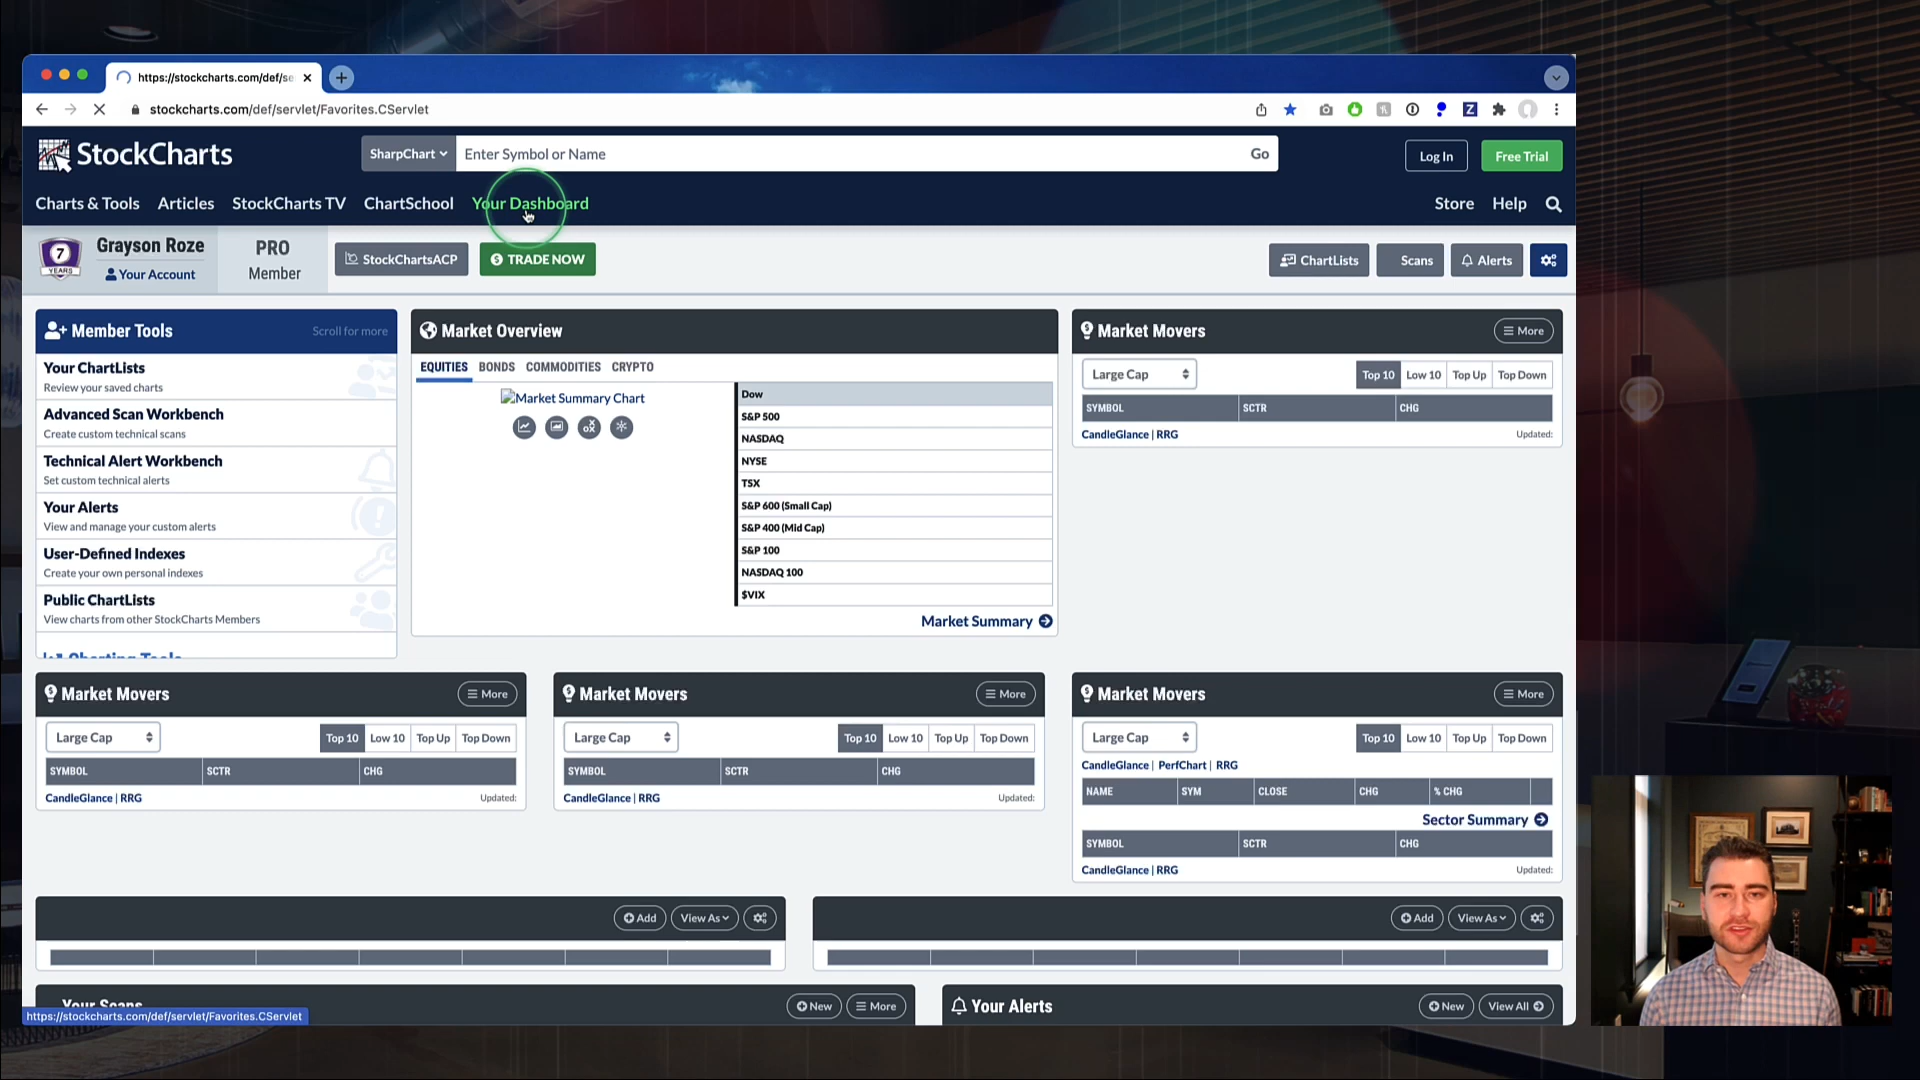 https://stockcharts.com/def/se
stockcharts.com/def/servlet/Favorites.CServlet
StockCharts
SharpChart
Enter Symbol or Name
Go
Log In
Free Trial
Charts & Tools
Articles
StockCharts TV
ChartSchool
Your Dashboard
Store
Help
7
YEARS
Grayson Roze
Your Account
PRO
Member
StockChartsACP
TRADE NOW
ChartLists
Scans
Alerts
Member Tools
Scroll for more
Your ChartLists
Review your saved charts
Advanced Scan Workbench
Create custom technical scans
Technical Alert Workbench
Set custom technical alerts
Your Alerts
View and manage your custom alerts
User-Defined Indexes
Create your own personal indexes
Public ChartLists
View charts from other StockCharts Members
Charting Tools
Market Overview
EQUITIES BONDS COMMODITIES CRYPTO
Market Summary Chart
Dow
S&P 500
NASDAQ
NYSE
TSX
S&P 600 (Small Cap)
S&P 400 (Mid Cap)
S&P 100
NASDAQ 100
$VIX
Market Summary
Market Movers
More
Large Cap
Top 10 Low 10 Top Up Top Down
SYMBOL SCTR CHG
CandleGlance | RRG
Updated:
Market Movers
More
Large Cap
Top 10 Low 10 Top Up Top Down
SYMBOL SCTR CHG
CandleGlance | RRG
Updated:
Market Movers
More
Large Cap
Top 10 Low 10 Top Up Top Down
SYMBOL SCTR CHG
CandleGlance | RRG
Updated:
Market Movers
More
Large Cap
Top 10 Low 10 Top Up Top Down
CandleGlance | PerfChart | RRG
NAME SYM CLOSE CHG % CHG
Sector Summary
SYMBOL SCTR CHG
CandleGlance | RRG
Updated:
Add
View As
Add
View As
Your Scans
New
More
Your Alerts
New
View All
https://stockcharts.com/def/servlet/Favorites.CServlet